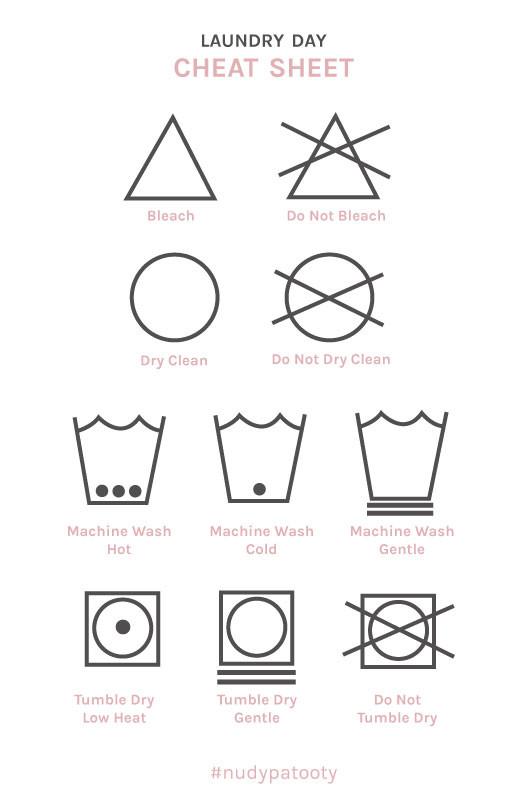 LAUNDRY DAY
CHEAT SHEET
Bleach
Do Not Bleach
Dry Clean
Do Not Dry Clean
Machine Wash
Hot
Machine Wash
Cold
Machine Wash
Gentle
Tumble Dry
Low Heat
Tumble Dry
Gentle
Do Not
Tumble Dry
#nudypatooty